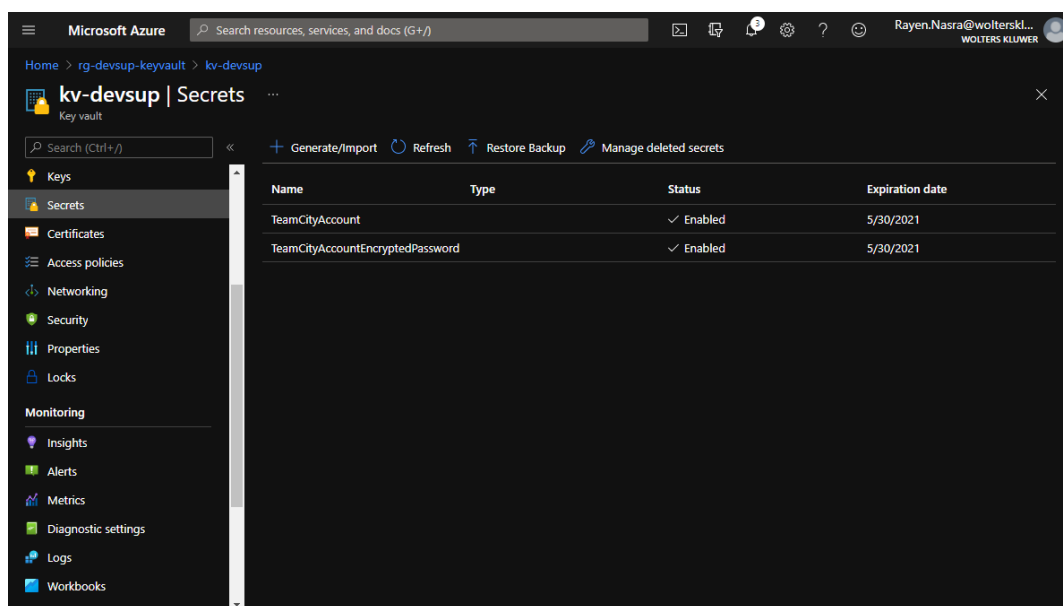 Microsoft Azure
Search resources, services, and docs (G+/)
3
Rayen.Nasra@wolterskl...
WOLTERS KLUWER
Home > rg-devsup-keyvault > kv-devsup
kv-devsup | Secrets ...
Key vault
Search (Ctrl+/)
«
Generate/Import
Refresh
Restore Backup
Manage deleted secrets
Keys
Secrets
Certificates
Access policies
Networking
Security
Properties
Locks
Monitoring
Insights
Alerts
Metrics
Diagnostic settings
Logs
Workbooks
Name Type Status Expiration date
TeamCityAccount Enabled 5/30/2021
TeamCityAccountEncryptedPassword Enabled 5/30/2021